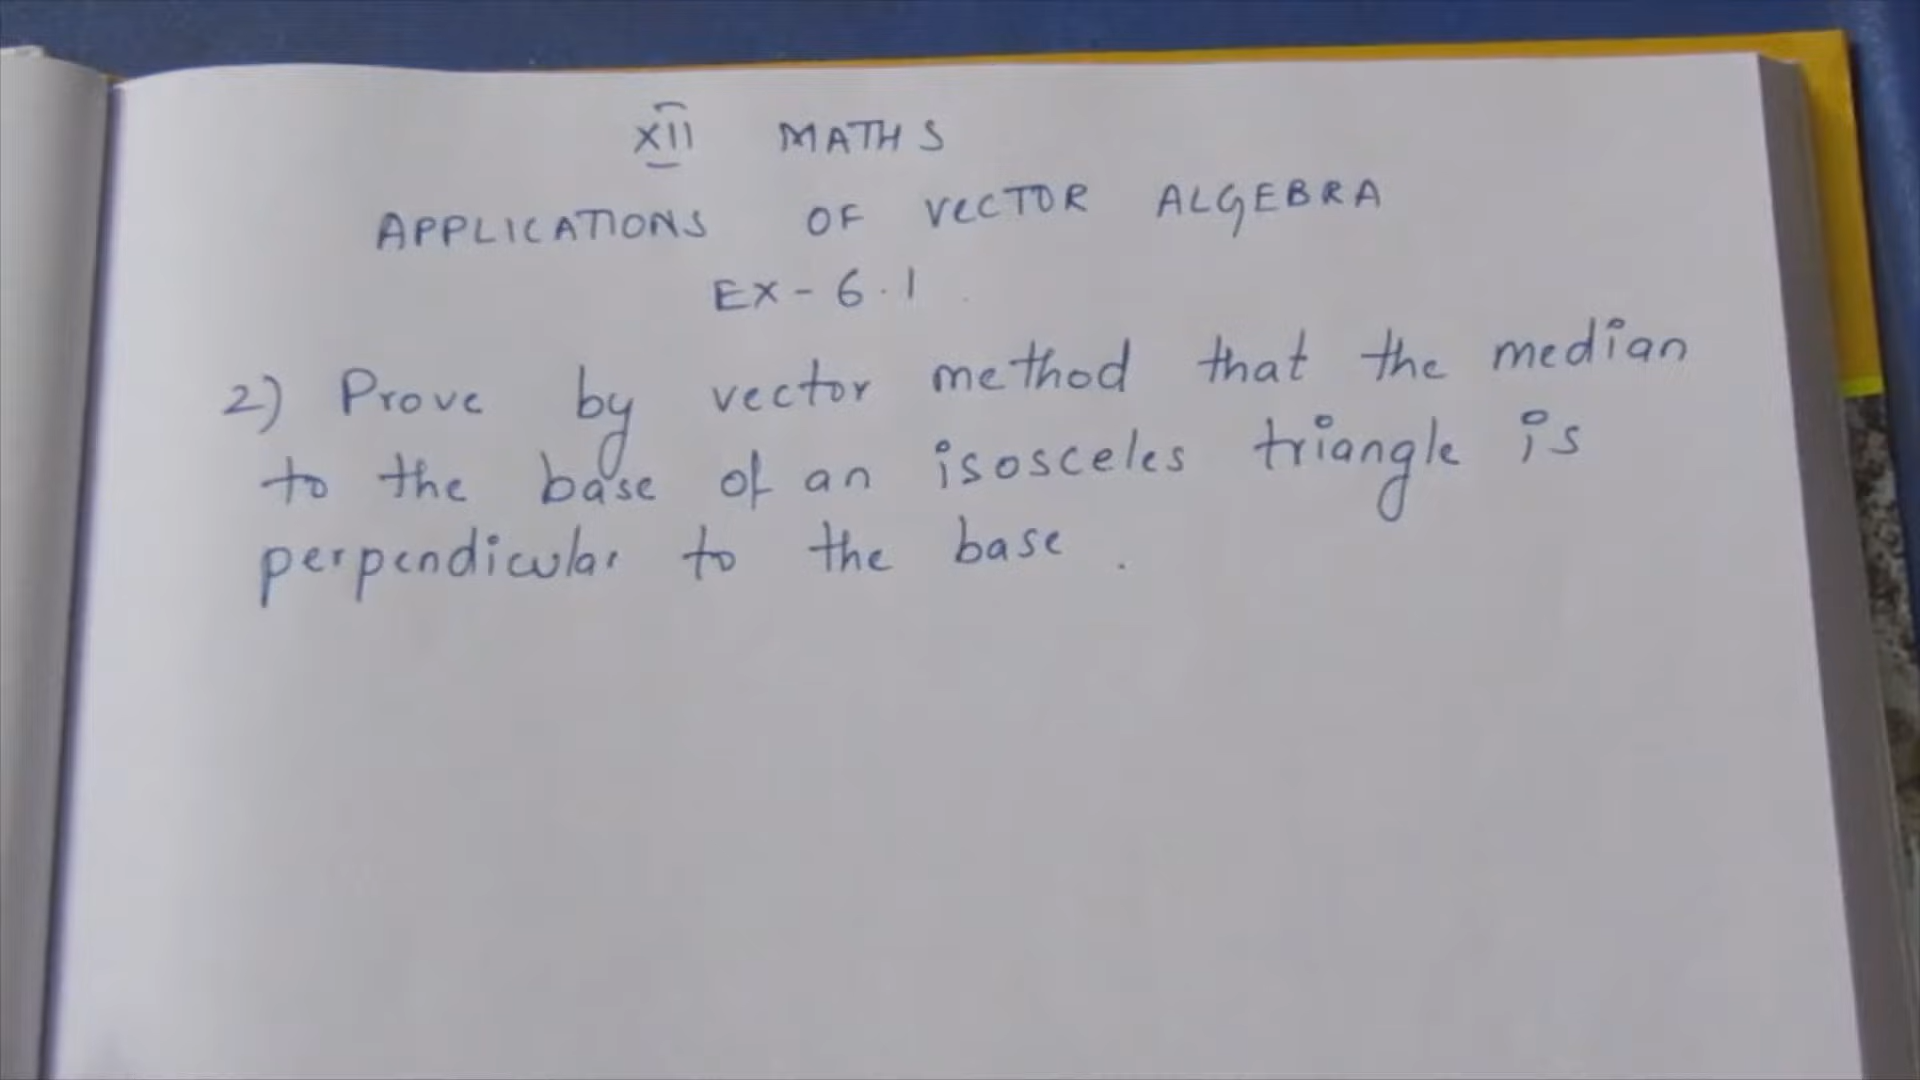 XII MATHS
APPLICATIONS OF VECTOR ALGEBRA
EX - 6.1
2) Prove by vector method that the median
to the base of an isosceles triangle is
perpendicular to the base.